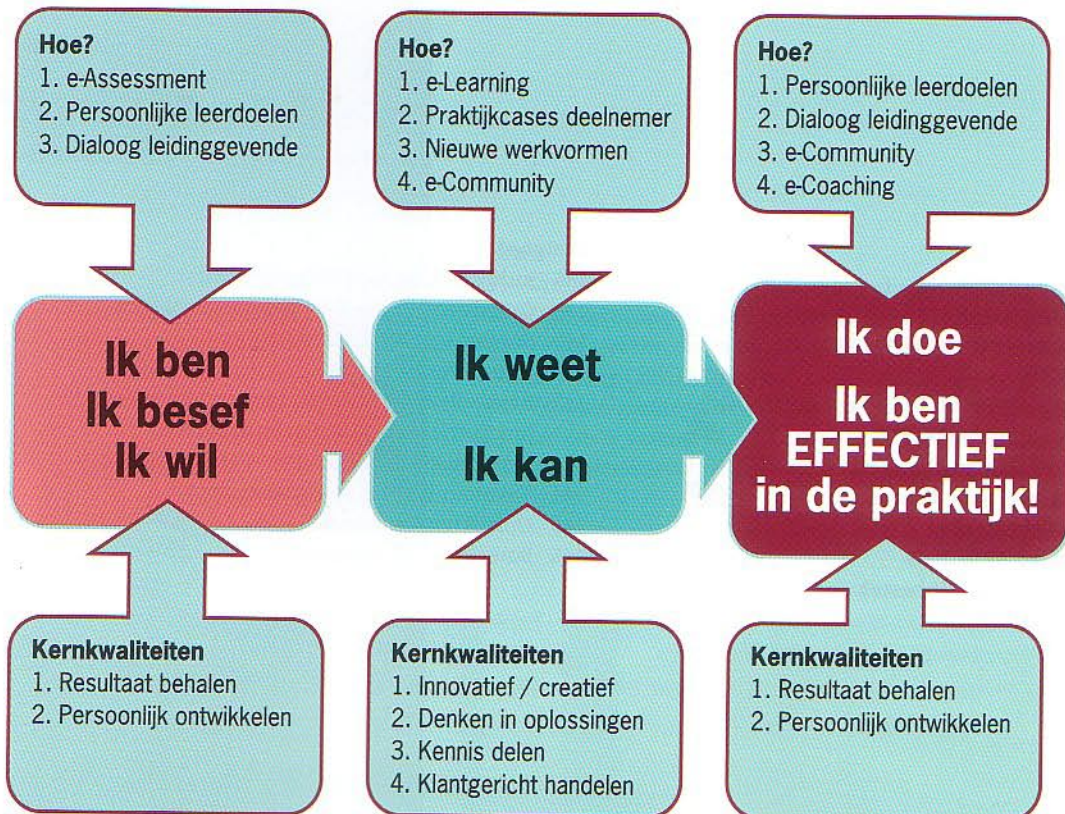 Hoe?
1. e-Assessment
2. Persoonlijke leerdoelen
3. Dialoog leidinggevende
Hoe?
1. e-Learning
2. Praktijkcases deelnemer
3. Nieuwe werkvormen
4. e-Community
Hoe?
1. Persoonlijke leerdoelen
2. Dialoog leidinggevende
3. e-Community
4. e-Coaching
Ik ben
Ik besef
Ik wil
Ik weet
Ik kan
Ik doe
Ik ben
EFFECTIEF
in de praktijk!
Kernkwaliteiten
1. Resultaat behalen
2. Persoonlijk ontwikkelen
Kernkwaliteiten
1. Innovatief / creatief
2. Denken in oplossingen
3. Kennis delen
4. Klantgericht handelen
Kernkwaliteiten
1. Resultaat behalen
2. Persoonlijk ontwikkelen